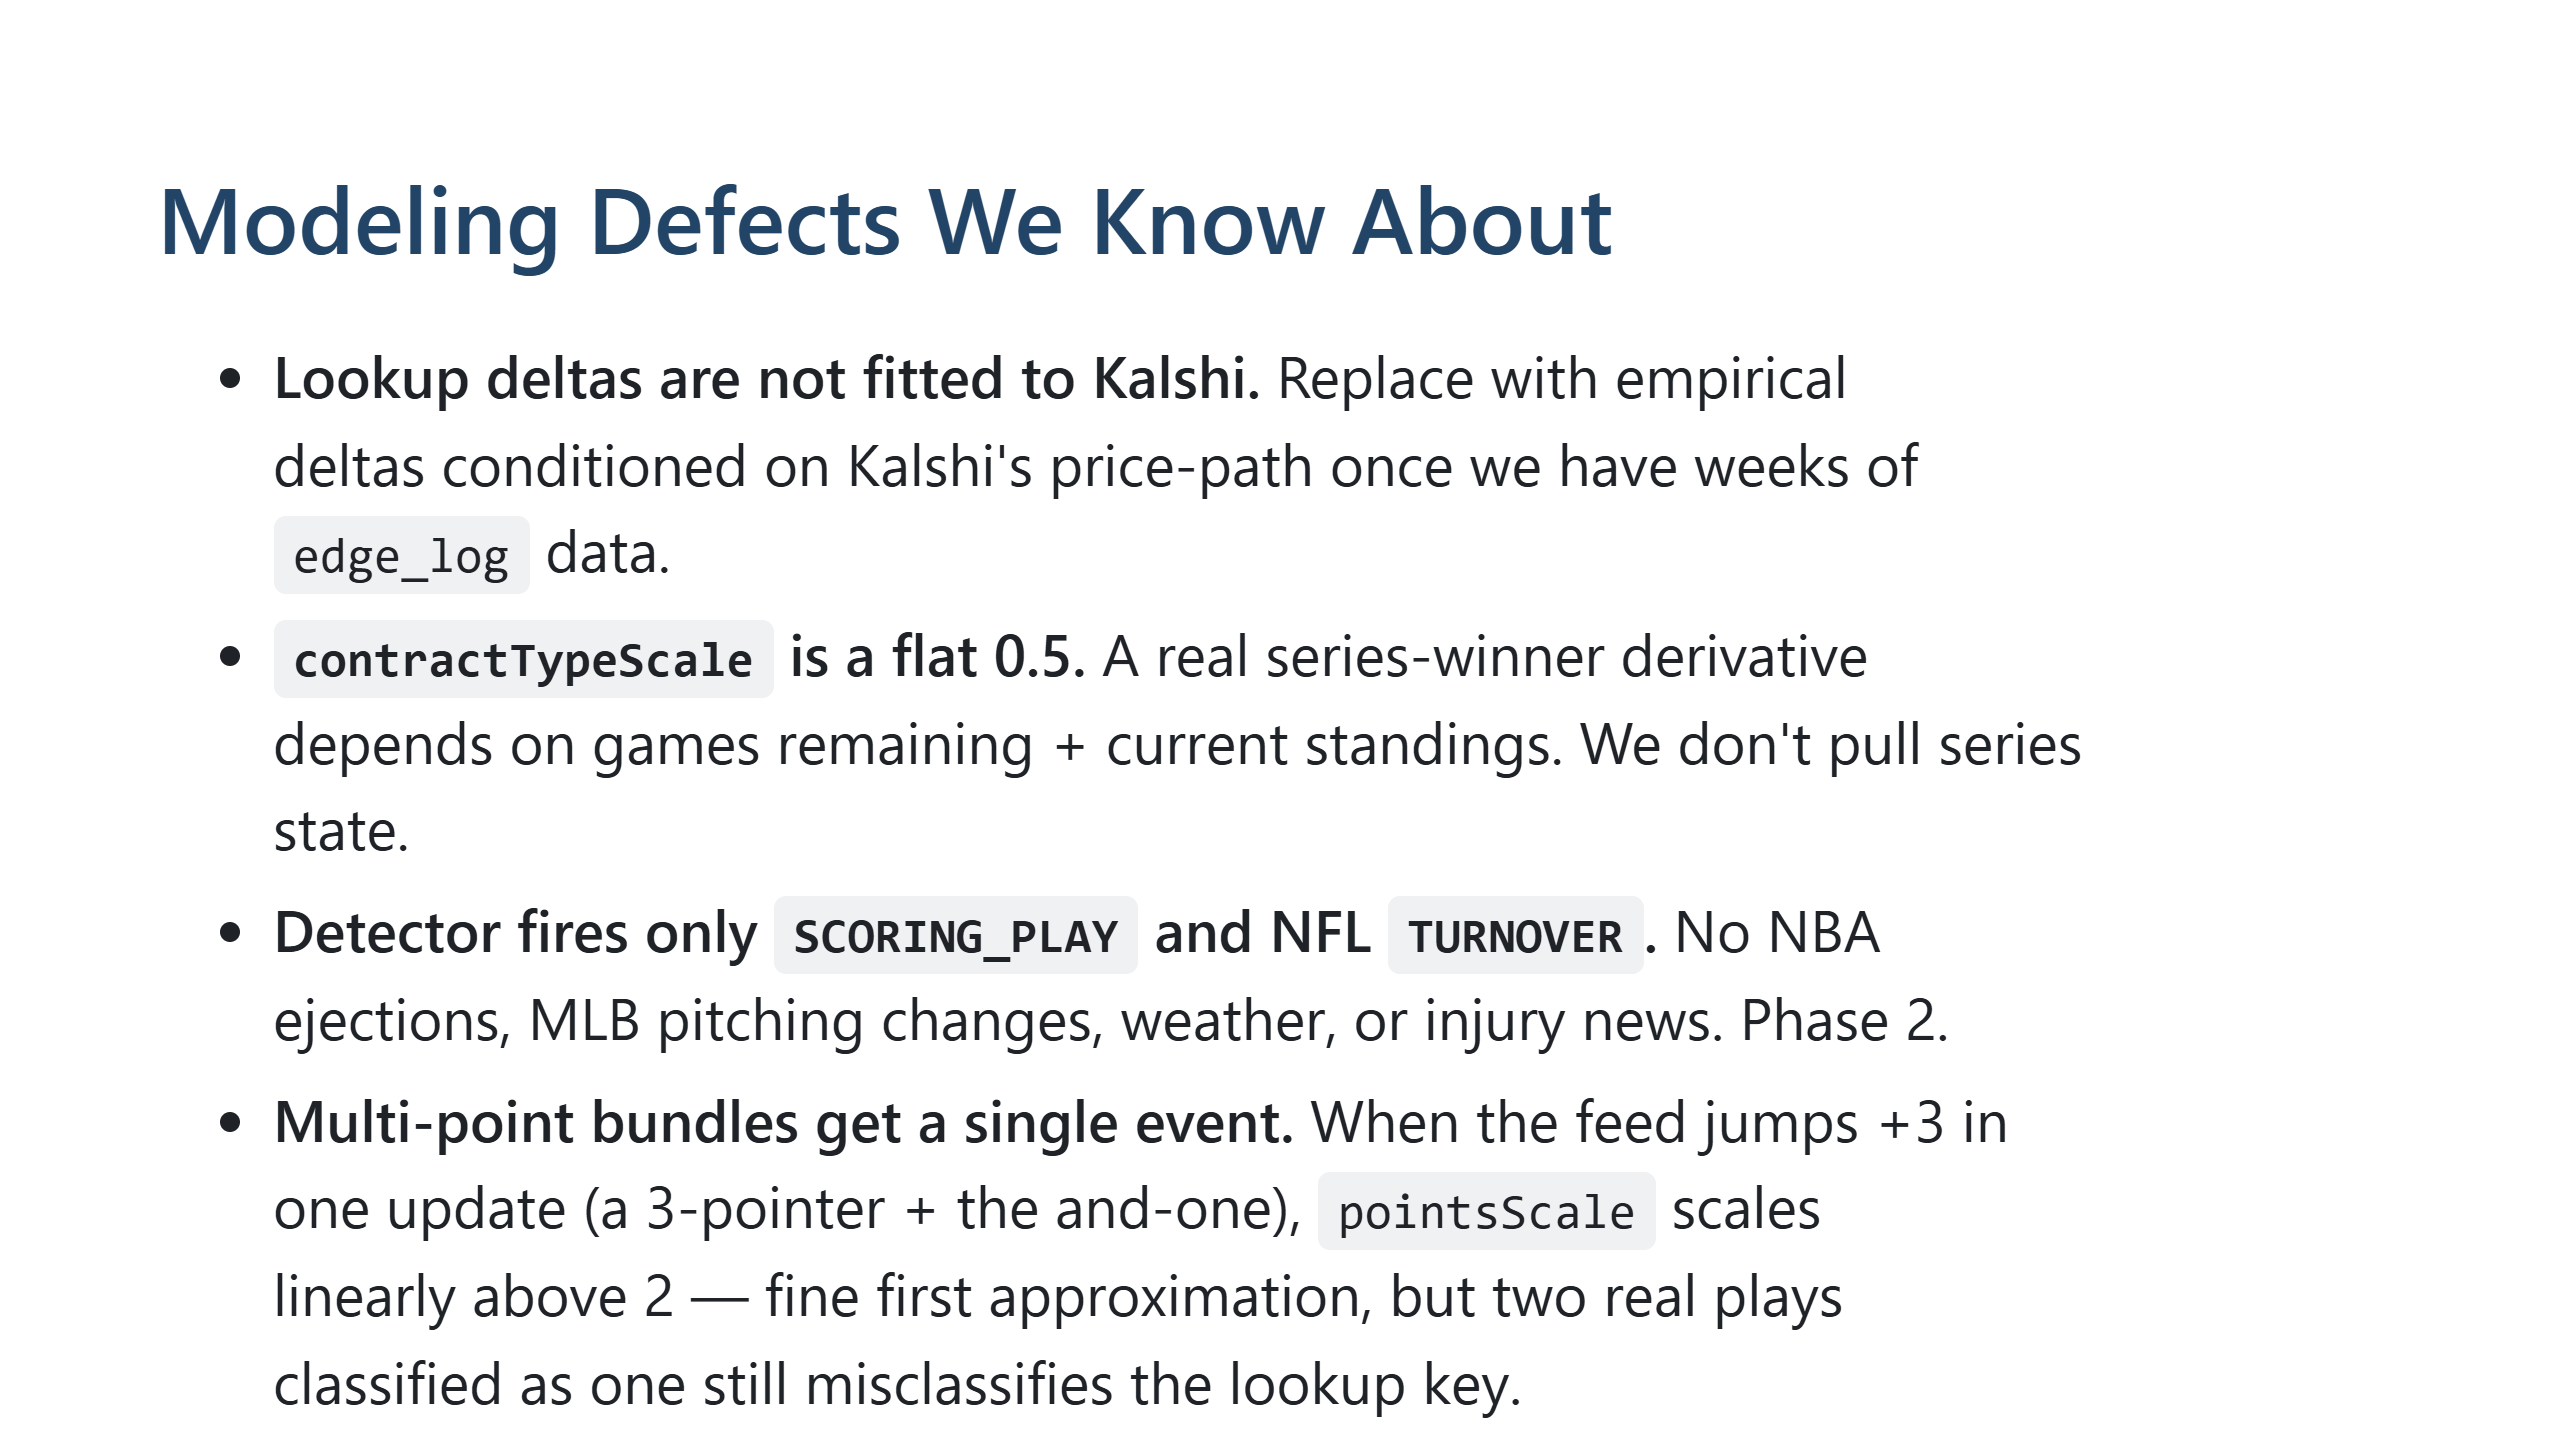 Modeling Defects We Know About
• Lookup deltas are not fitted to Kalshi. Replace with empirical
deltas conditioned on Kalshi's price-path once we have weeks of
edge_log data.
• contractTypeScale is a flat 0.5. A real series-winner derivative
depends on games remaining + current standings. We don't pull series
state.
• Detector fires only SCORING_PLAY and NFL TURNOVER. No NBA
ejections, MLB pitching changes, weather, or injury news. Phase 2.
• Multi-point bundles get a single event. When the feed jumps +3 in
one update (a 3-pointer + the and-one), pointsScale scales
linearly above 2 — fine first approximation, but two real plays
classified as one still misclassifies the lookup key.